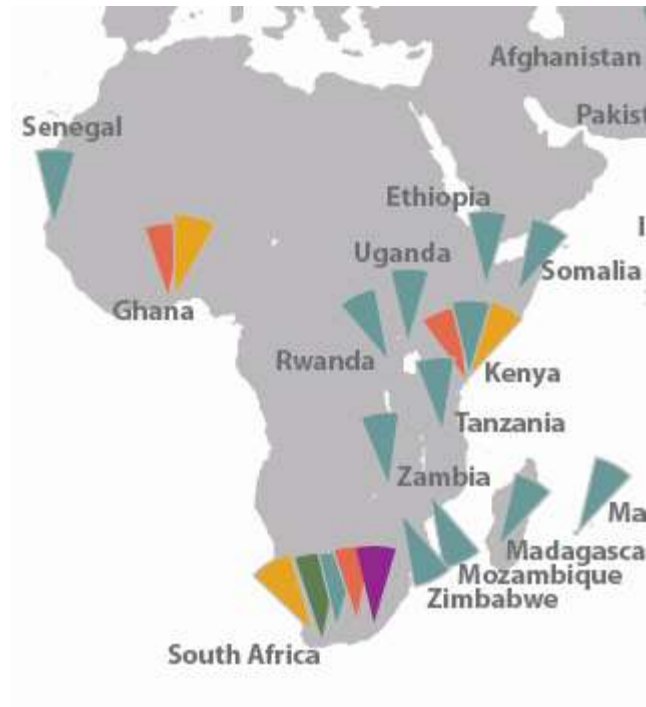 Afghanistan
Pakist
Senegal
Ethiopia
I
Uganda
Somalia
Ghana
Rwanda
Kenya
Tanzania
Zambia
Ma
Madagasca
Mozambique
Zimbabwe
South Africa